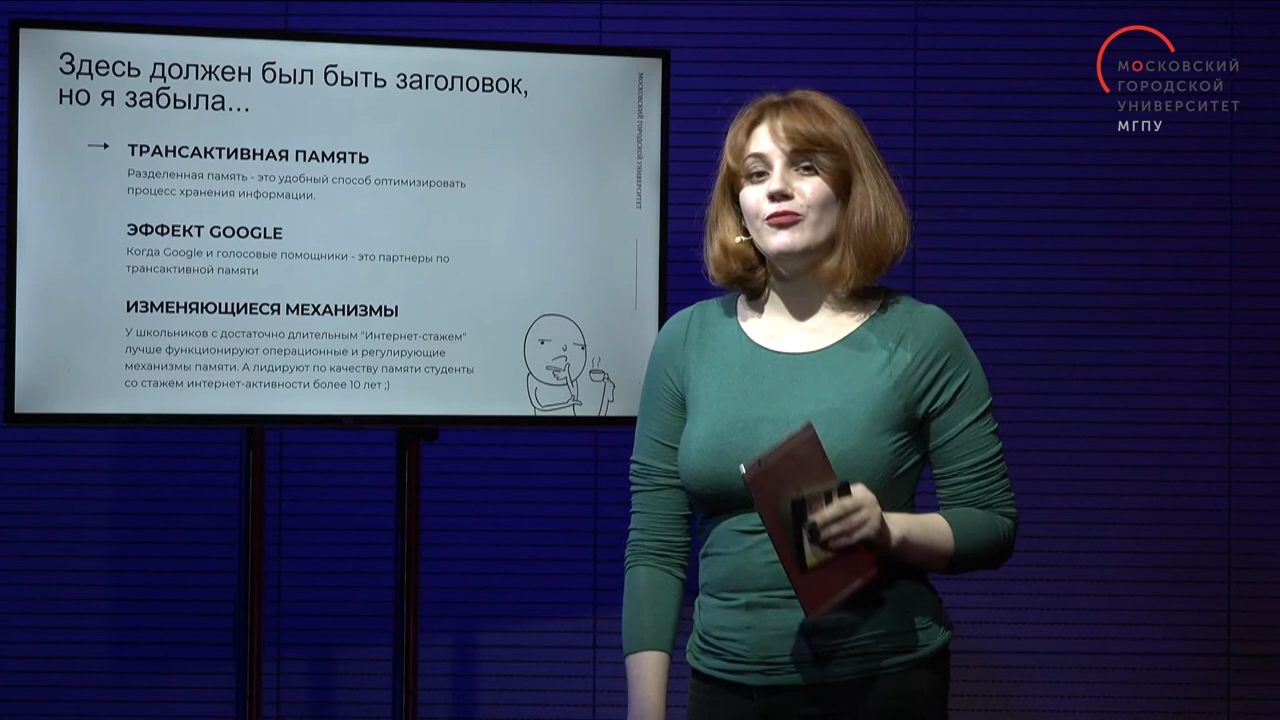 Здесь должен был быть заголовок,
но я забыла...
ТРАНСАКТИВНАЯ ПАМЯТЬ
Разделенная память - это удобный способ оптимизировать
процесс хранения информации.
ЭФФЕКТ GOOGLE
Когда Google и голосовые помощники - это партнеры по
трансактивной памяти
ИЗМЕНЯЮЩИЕСЯ МЕХАНИЗМЫ
У школьников с достаточно длительным "Интернет-стажем"
лучше функционируют операционные и регулирующие
механизмы памяти. А лидируют по качеству памяти студенты
со стажем интернет-активности более 10 лет ;)
МОСКОВСКИЙ ГОРОДСКОЙ УНИВЕРСИТЕТ
МОСКОВСКИЙ
ГОРОДСКОЙ
УНИВЕРСИТЕТ
МГПУ